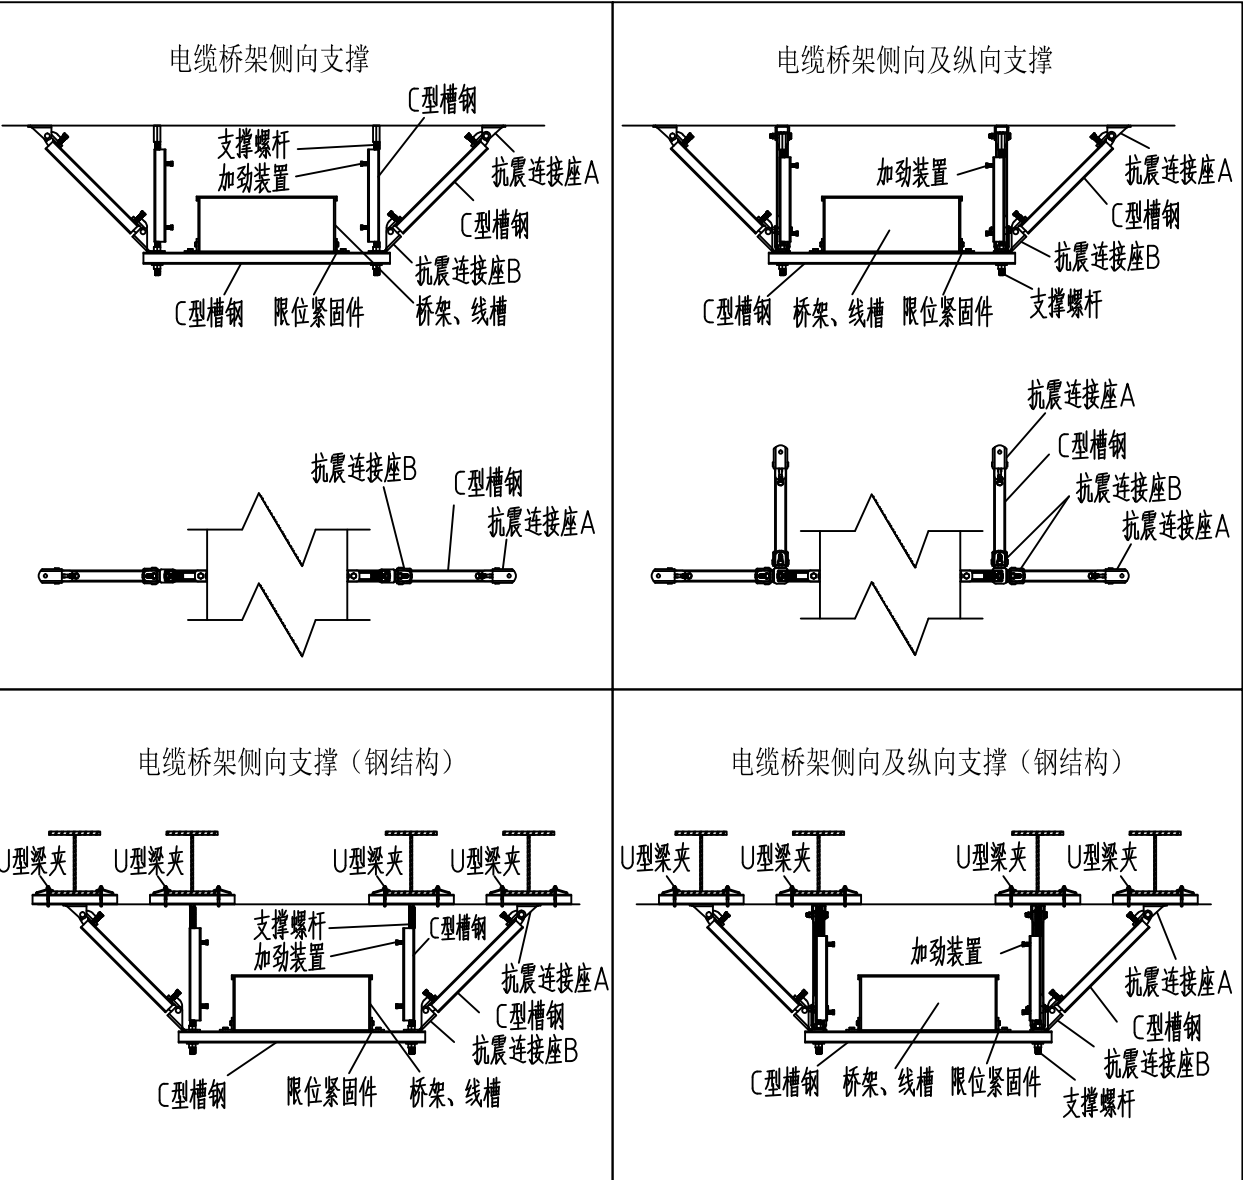 电缆桥架侧向支撑
C型槽钢
支撑螺杆
加劲装置
抗震连接座A
C型槽钢
抗震连接座B
C型槽钢
限位紧固件
桥架、线槽
抗震连接座B
C型槽钢
抗震连接座A
电缆桥架侧向及纵向支撑
加劲装置
抗震连接座A
C型槽钢
抗震连接座B
C型槽钢
桥架、线槽
限位紧固件
支撑螺杆
抗震连接座A
C型槽钢
抗震连接座B
抗震连接座A
电缆桥架侧向支撑（钢结构）
U型梁夹
U型梁夹
U型梁夹
U型梁夹
支撑螺杆
C型槽钢
加劲装置
抗震连接座A
C型槽钢
抗震连接座B
C型槽钢
限位紧固件
桥架、线槽
电缆桥架侧向及纵向支撑（钢结构）
U型梁夹
U型梁夹
U型梁夹
U型梁夹
加劲装置
抗震连接座A
C型槽钢
抗震连接座B
C型槽钢
桥架、线槽
限位紧固件
支撑螺杆